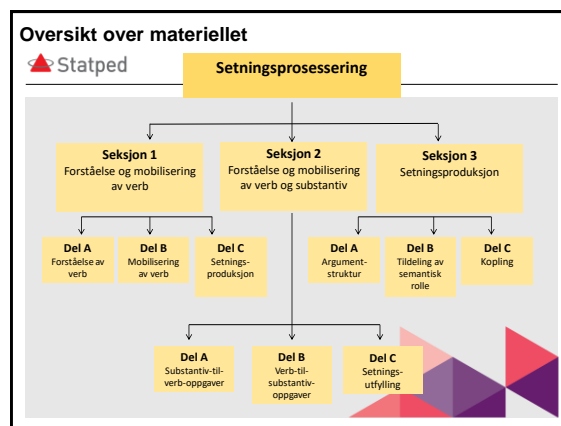 Oversikt over materiellet
Statped
Setningsprosessering
Seksjon 1
Forståelse og mobilisering
av verb
Seksjon 2
Forståelse og mobilisering
av verb og substantiv
Seksjon 3
Setningsproduksjon
Del A
Forståelse av
verb
Del B
Mobilisering
av verb
Del C
Setnings-
produksjon
Del A
Argument-
struktur
Del B
Tildeling av
semantisk
rolle
Del C
Kopling
Del A
Substantiv-til-
verb-oppgaver
Del B
Verb-til-
substantiv-
oppgaver
Del C
Setnings-
utfylling